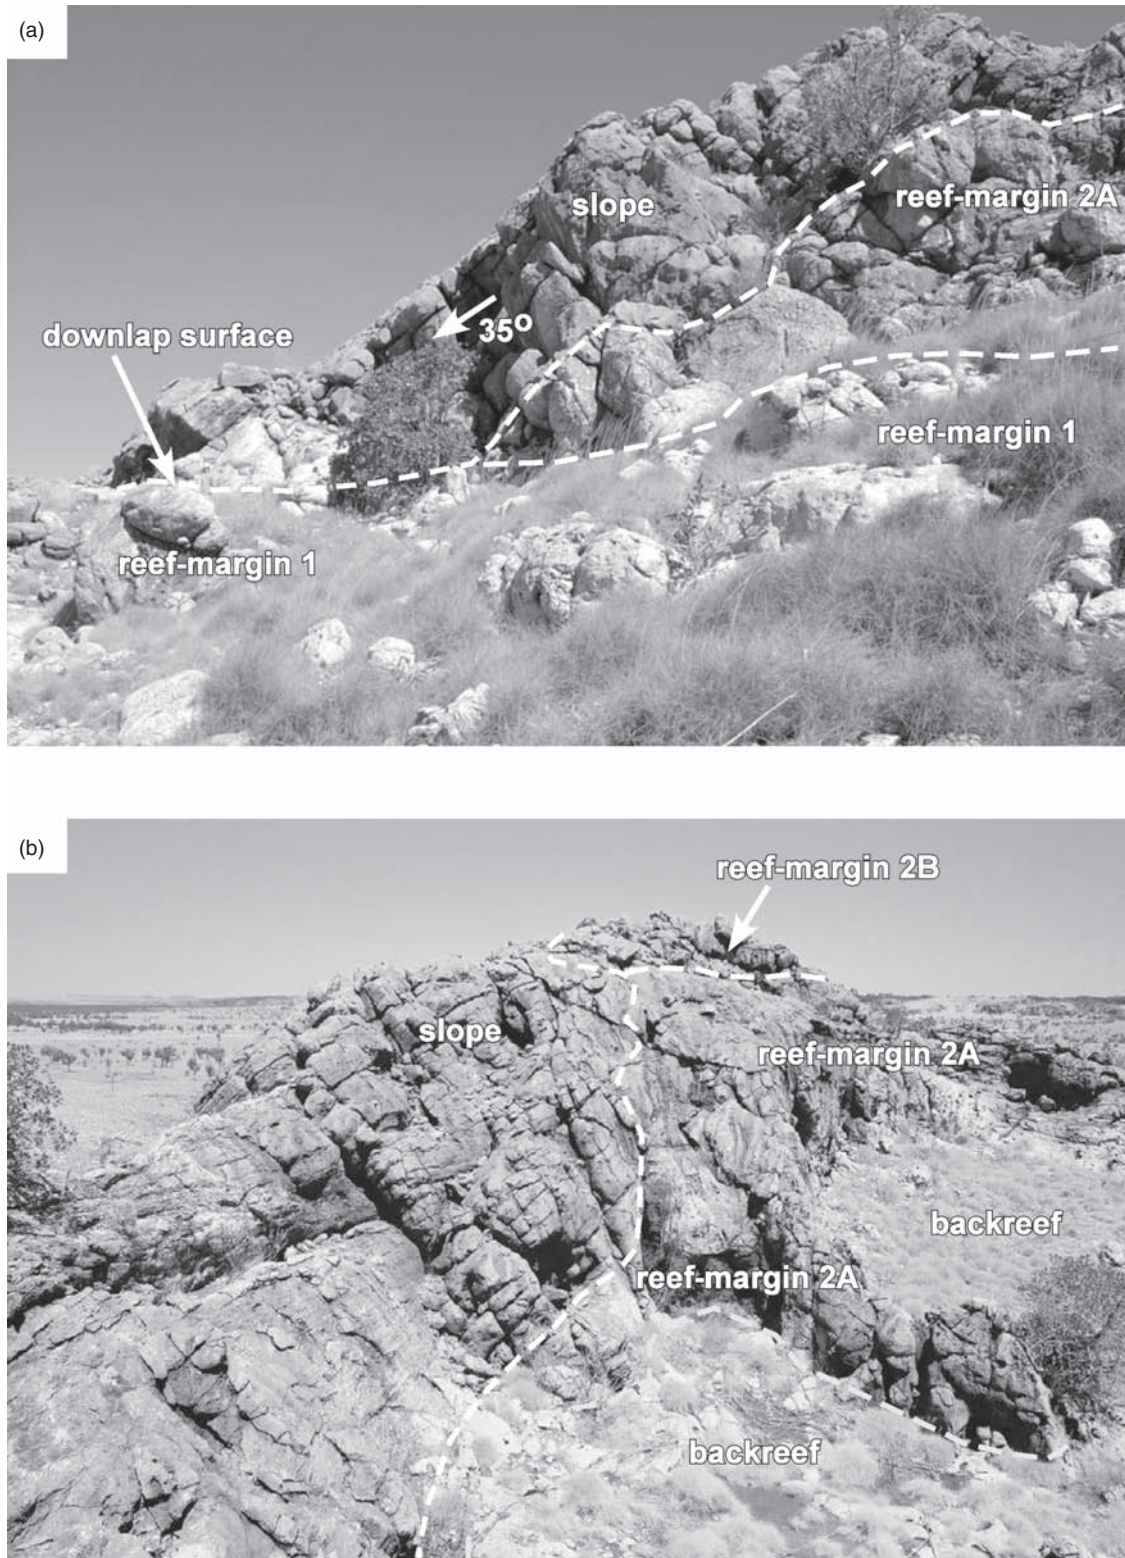 (a)
slope
reef-margin 2A
35°
downlap surface
reef-margin 1
reef-margin 1
(b)
reef-margin 2B
slope
reef-margin 2A
backreef
reef-margin 2A
backreef